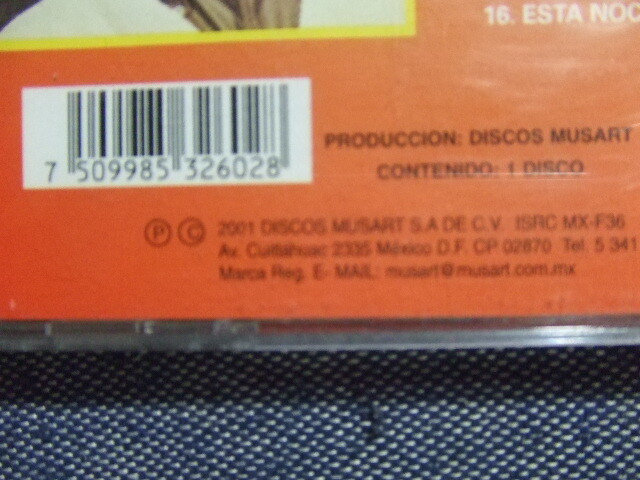 16. ESTA NOC
7 509985 326028
PRODUCCION: DISCOS MUSART
CONTENIDO: 1 DISCO
Ⓟ © 2001 DISCOS MUSART S.A DE C.V. ISRC MX-F36
Av. Cuitlahuac 2335 México D.F. CP 02870 Tel. 5 341
Marca Reg. E- MAIL: musart@musart.com.mx